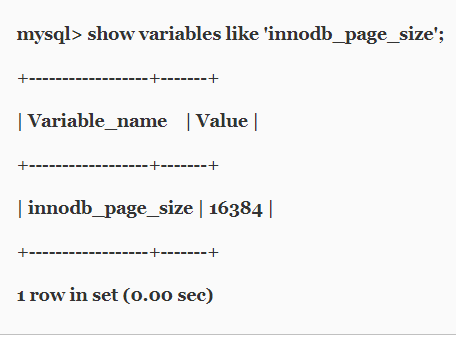 mysql> show variables like 'innodb_page_size';
+------------------+-------+
| Variable_name    | Value |
+------------------+-------+
| innodb_page_size | 16384 |
+------------------+-------+
1 row in set (0.00 sec)